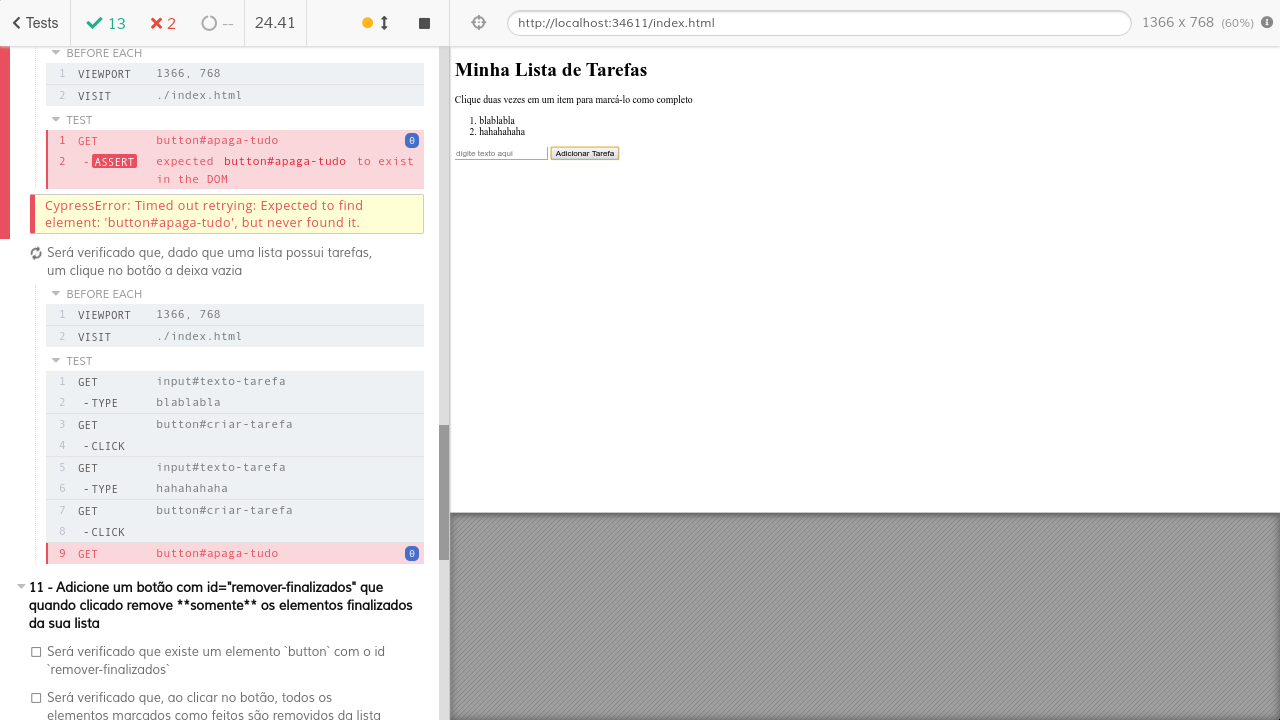 Tests
13
2
--
24.41
http://localhost:34611/index.html
1366 x 768 (60%)
BEFORE EACH
1 VIEWPORT 1366, 768
2 VISIT ./index.html
TEST
1 GET button#apaga-tudo 0
2 -ASSERT expected button#apaga-tudo to exist
in the DOM
CypressError: Timed out retrying: Expected to find
element: 'button#apaga-tudo', but never found it.
Será verificado que, dado que uma lista possui tarefas,
um clique no botão a deixa vazia
BEFORE EACH
1 VIEWPORT 1366, 768
2 VISIT ./index.html
TEST
1 GET input#texto-tarefa
2 -TYPE blablabla
3 GET button#criar-tarefa
4 -CLICK
5 GET input#texto-tarefa
6 -TYPE hahahahaha
7 GET button#criar-tarefa
8 -CLICK
9 GET button#apaga-tudo 0
11 - Adicione um botão com id="remover-finalizados" que
quando clicado remove **somente** os elementos finalizados
da sua lista
Será verificado que existe um elemento `button` com o id
`remover-finalizados`
Será verificado que, ao clicar no botão, todos os
elementos marcados como feitos são removidos da lista
Minha Lista de Tarefas
Clique duas vezes em um item para marcá-lo como completo
1. blablabla
2. hahahahaha
digite texto aqui Adicionar Tarefa